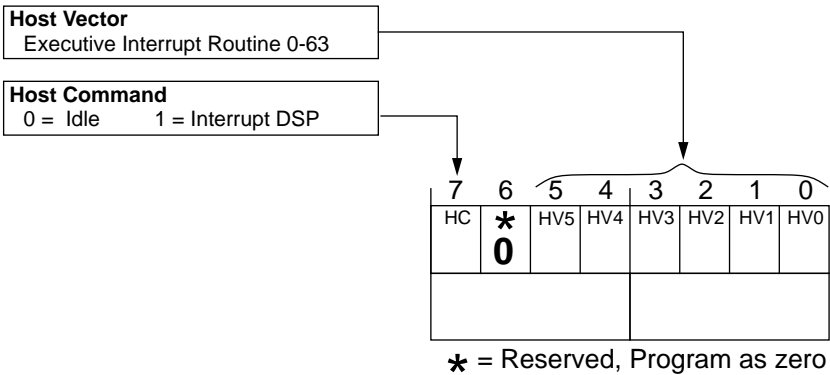 Host Vector
Executive Interrupt Routine 0-63
Host Command
0 = Idle 1 = Interrupt DSP
7 6 5 4 3 2 1 0
HC * HV5 HV4 HV3 HV2 HV1 HV0
0
* = Reserved, Program as zero